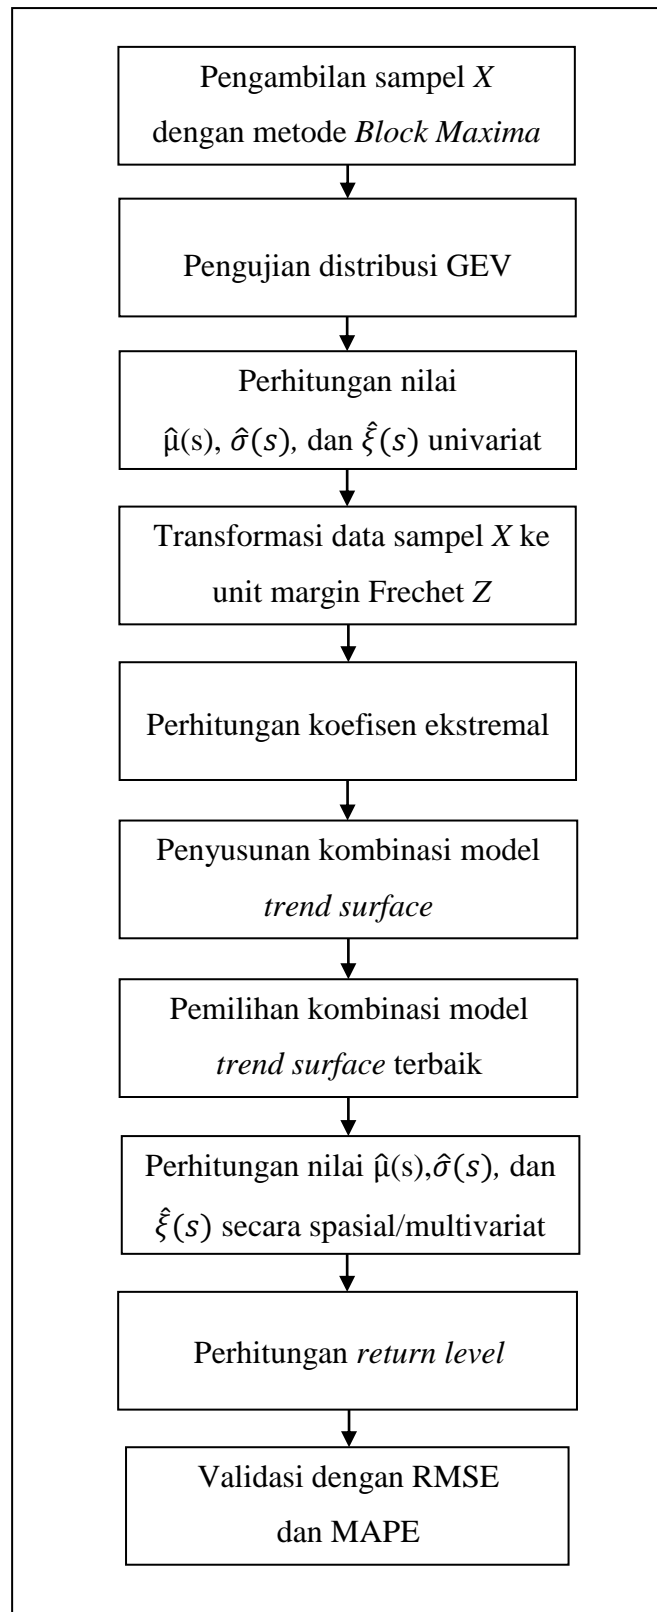 Pengambilan sampel X
dengan metode Block Maxima
Pengujian distribusi GEV
Perhitungan nilai
μ̂(s), σ̂(s), dan ξ̂(s) univariat
Transformasi data sampel X ke
unit margin Frechet Z
Perhitungan koefisen ekstremal
Penyusunan kombinasi model
trend surface
Pemilihan kombinasi model
trend surface terbaik
Perhitungan nilai μ̂(s),σ̂(s), dan
ξ̂(s) secara spasial/multivariat
Perhitungan return level
Validasi dengan RMSE
dan MAPE